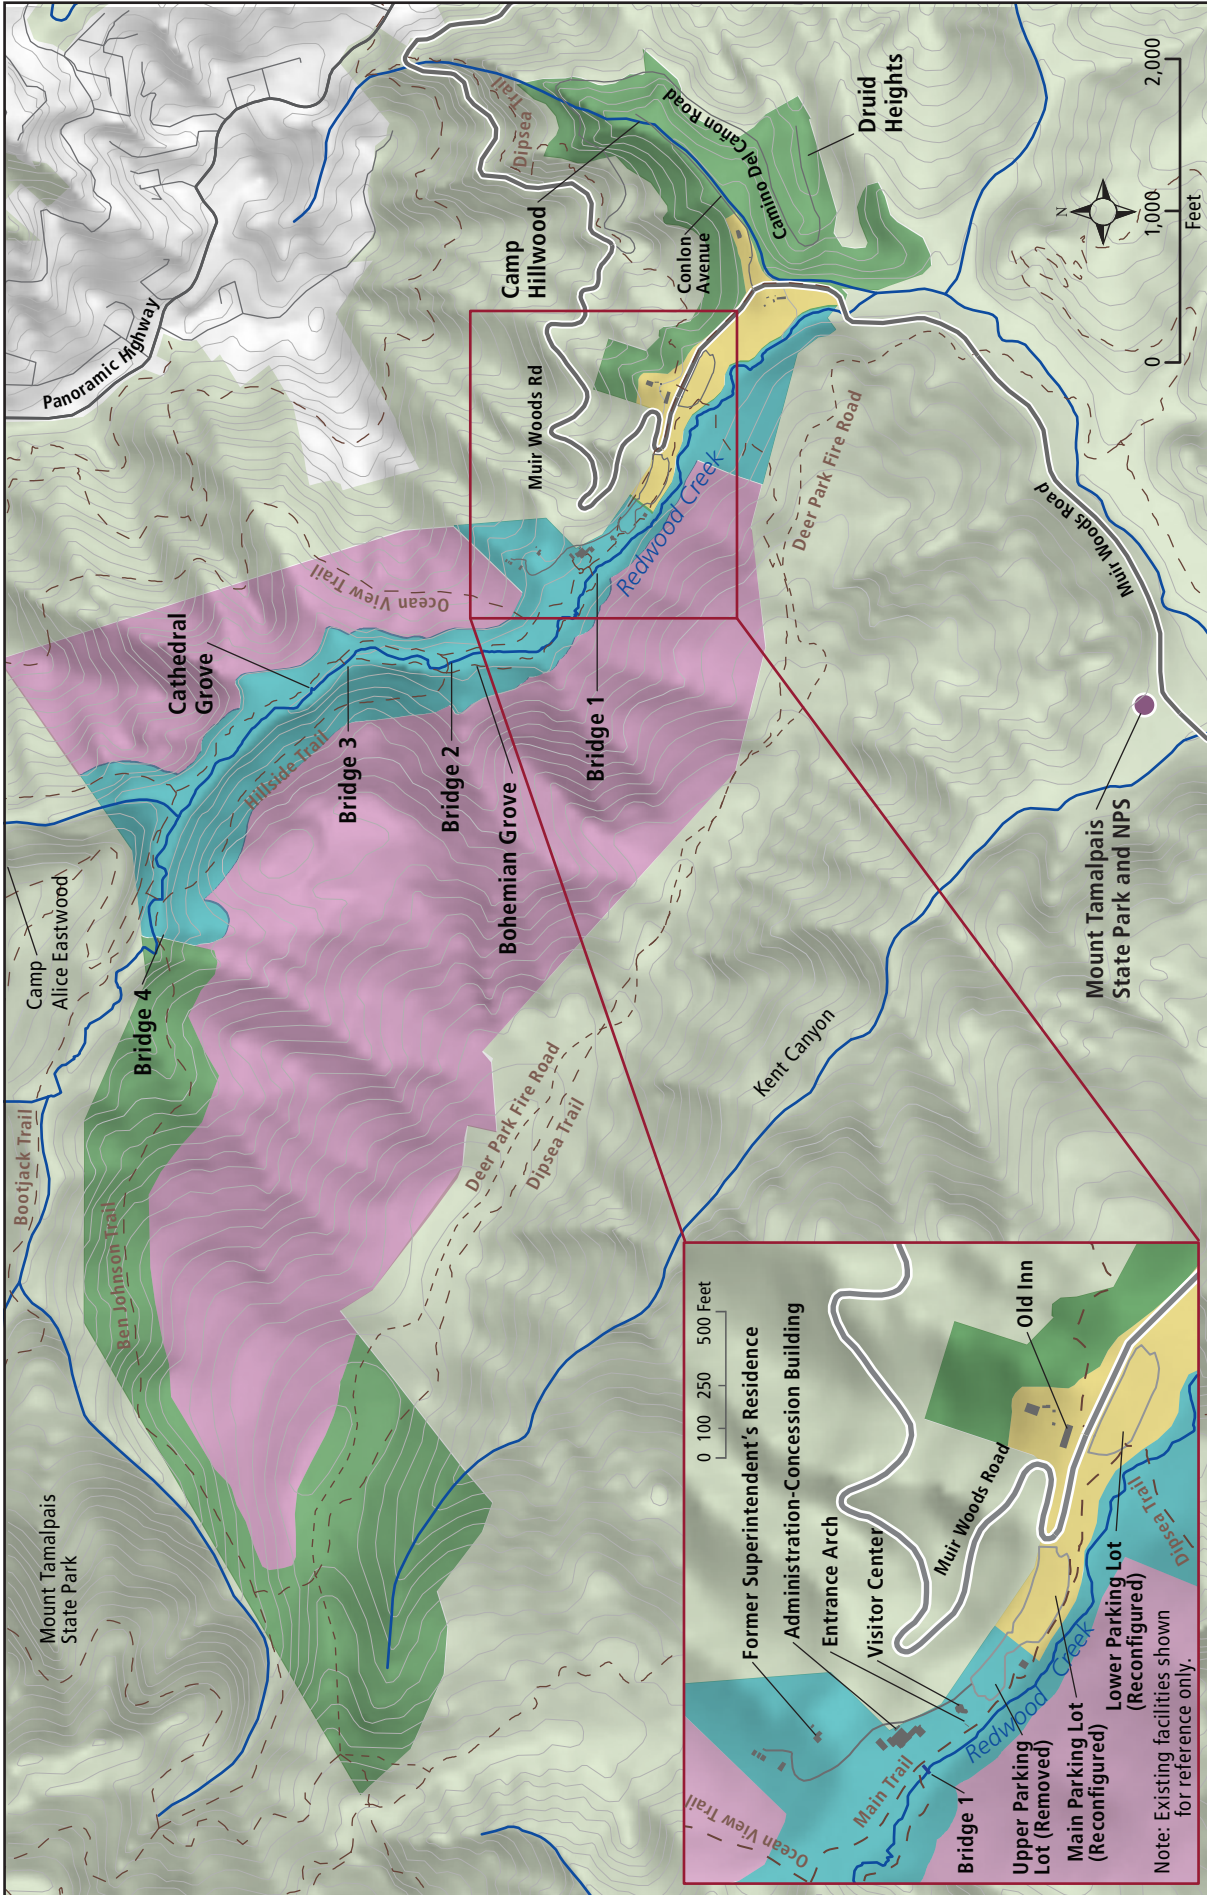 Mount Tamalpais
State Park
Bootjack Trail
Ben Johnson Trail
Camp
Alice Eastwood
Bridge 4
Cathedral
Grove
Hillside Trail
Bridge 3
Bridge 2
Bohemian Grove
Bridge 1
Ocean View Trail
Panoramic Highway
Muir Woods Rd
Camp
Hillwood
Dipsea Trail
Conlon
Avenue
Camino Del Cañon Road
Druid
Heights
Redwood Creek
Deer Park Fire Road
Deer Park Fire Road
Dipsea Trail
Kent Canyon
Muir Woods Road
Mount Tamalpais
State Park and NPS
N
0 1,000 2,000
Feet
0 100 250 500 Feet
Former Superintendent's Residence
Administration-Concession Building
Entrance Arch
Visitor Center
Muir Woods Road
Old Inn
Ocean View Trail
Main Trail
Redwood Creek
Dipsea Trail
Bridge 1
Upper Parking
Lot (Removed)
Main Parking Lot
(Reconfigured)
Lower Parking Lot
(Reconfigured)
Note: Existing facilities shown
for reference only.